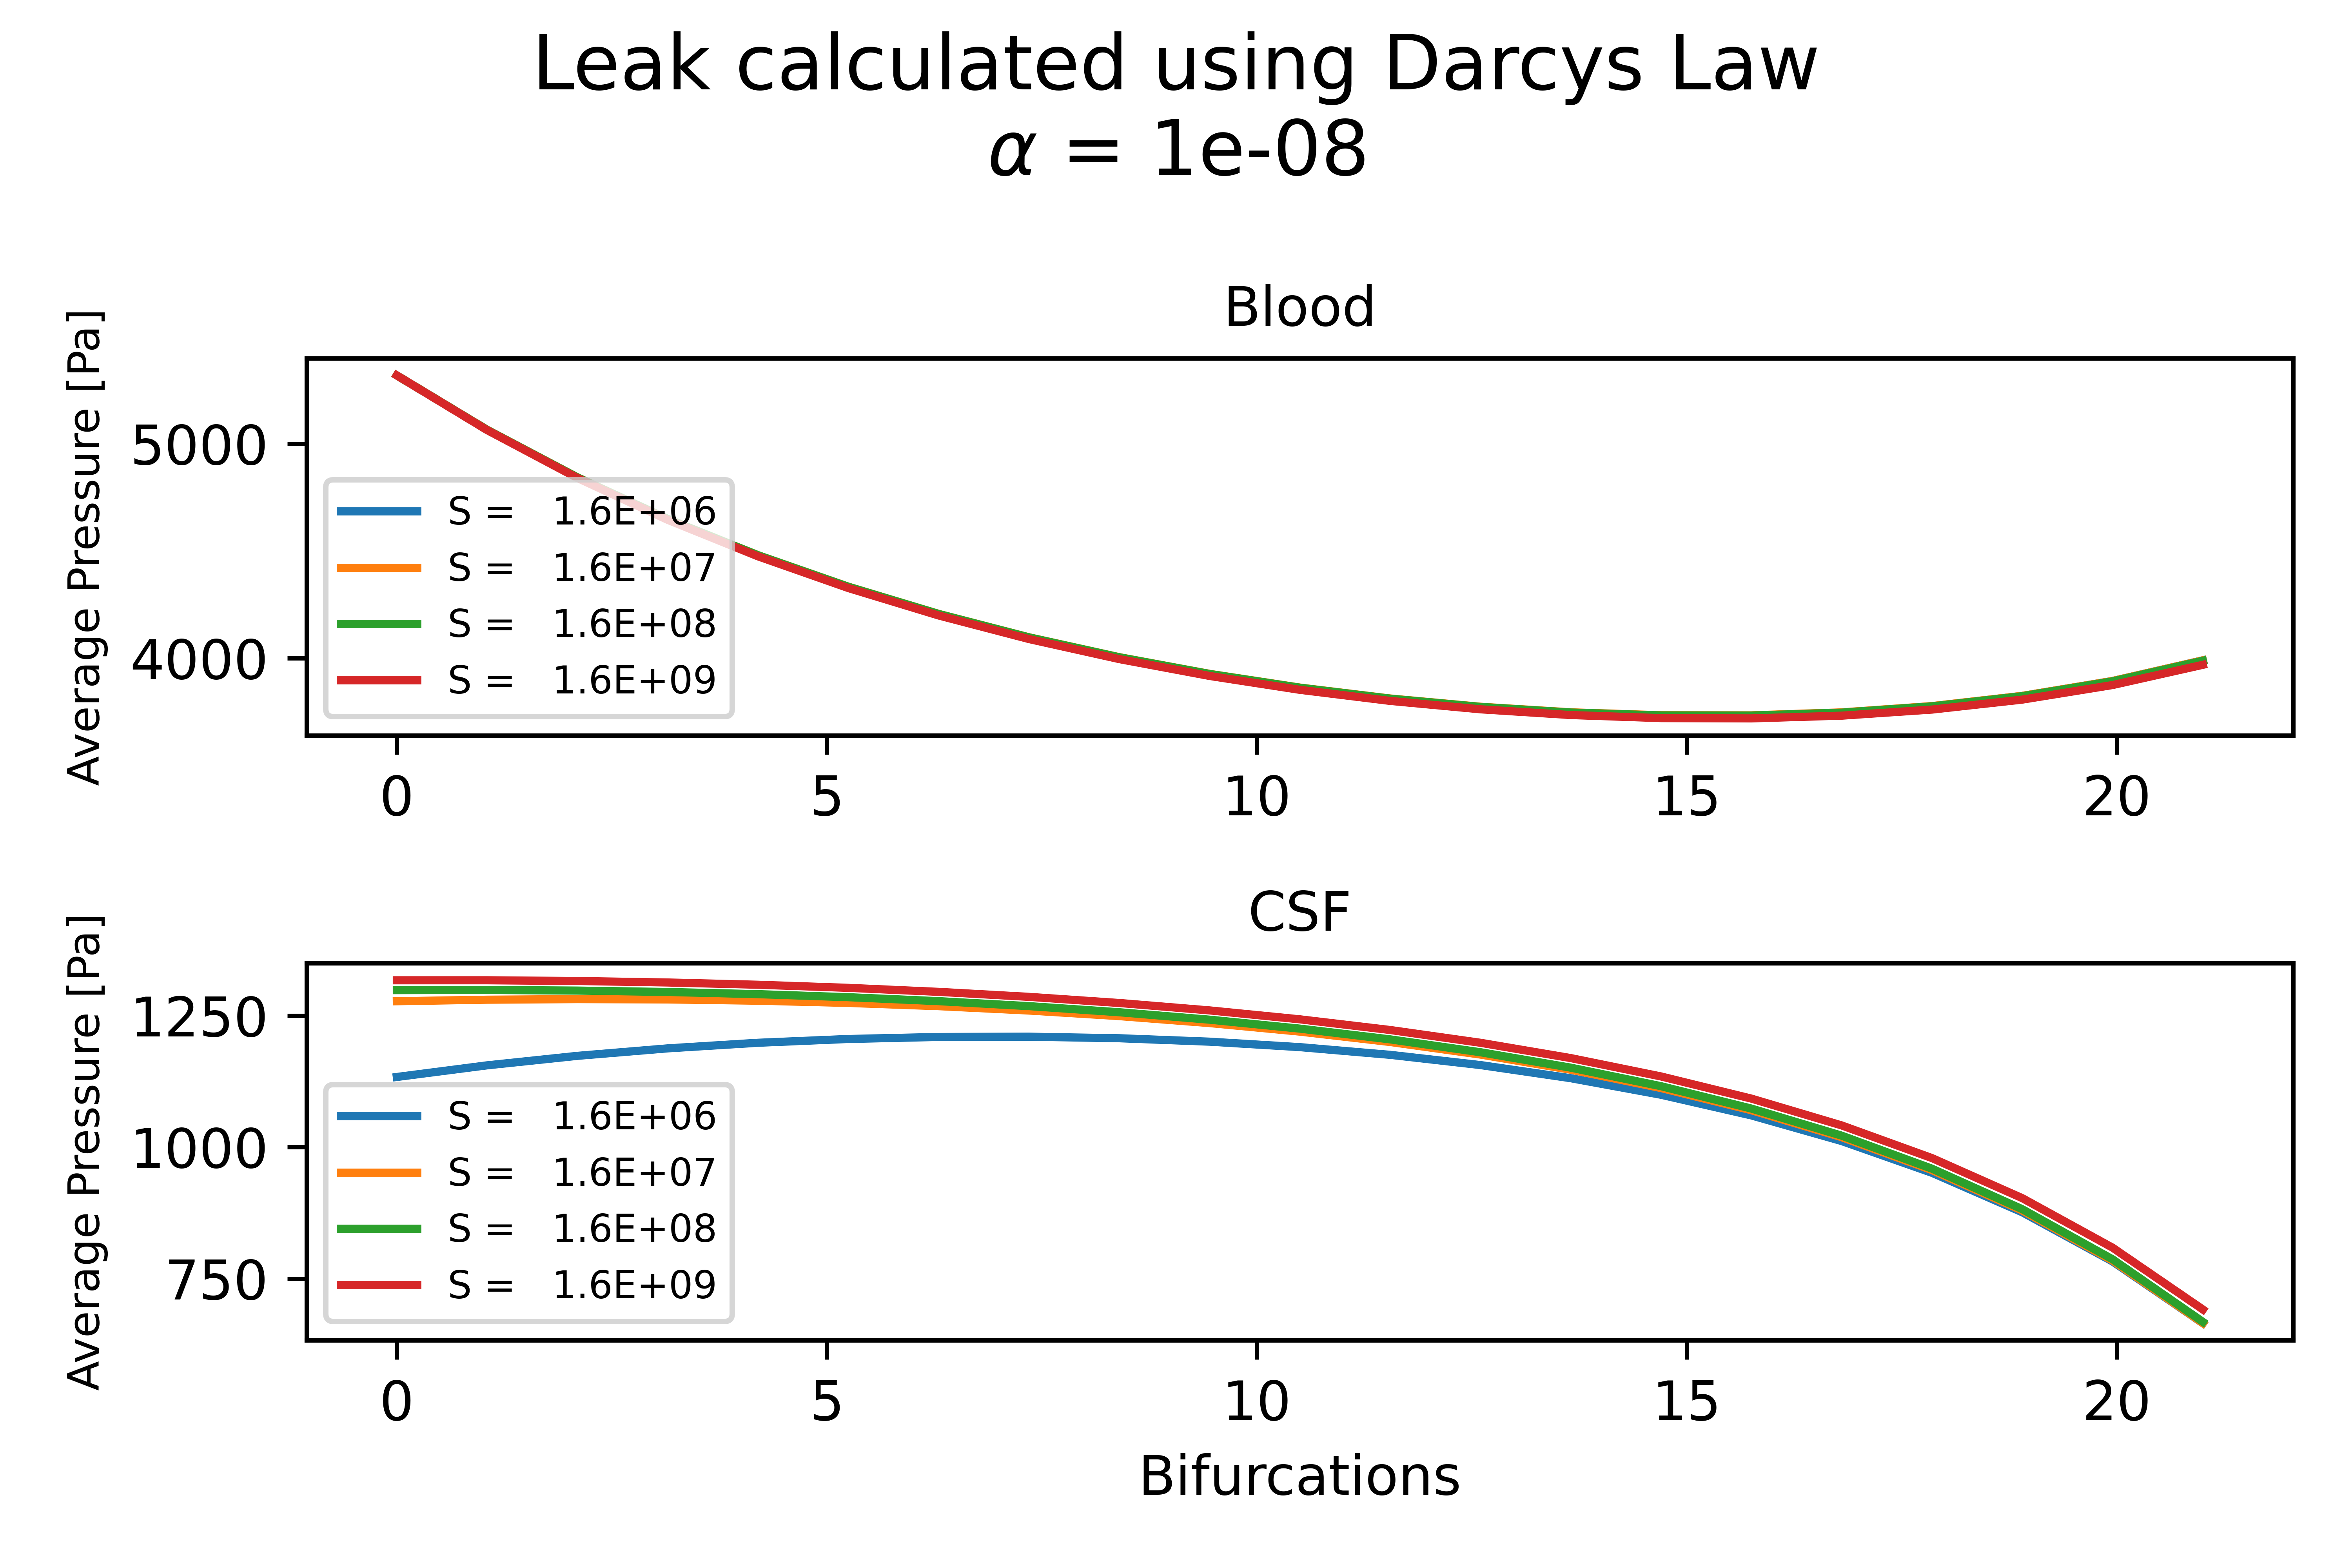 Leak calculated using Darcys Law
α = 1e-08
Blood
Average Pressure [Pa]
5000
4000
S = 1.6E+06
S = 1.6E+07
S = 1.6E+08
S = 1.6E+09
0 5 10 15 20
CSF
Average Pressure [Pa]
1250
1000
750
S = 1.6E+06
S = 1.6E+07
S = 1.6E+08
S = 1.6E+09
0 5 10 15 20
Bifurcations